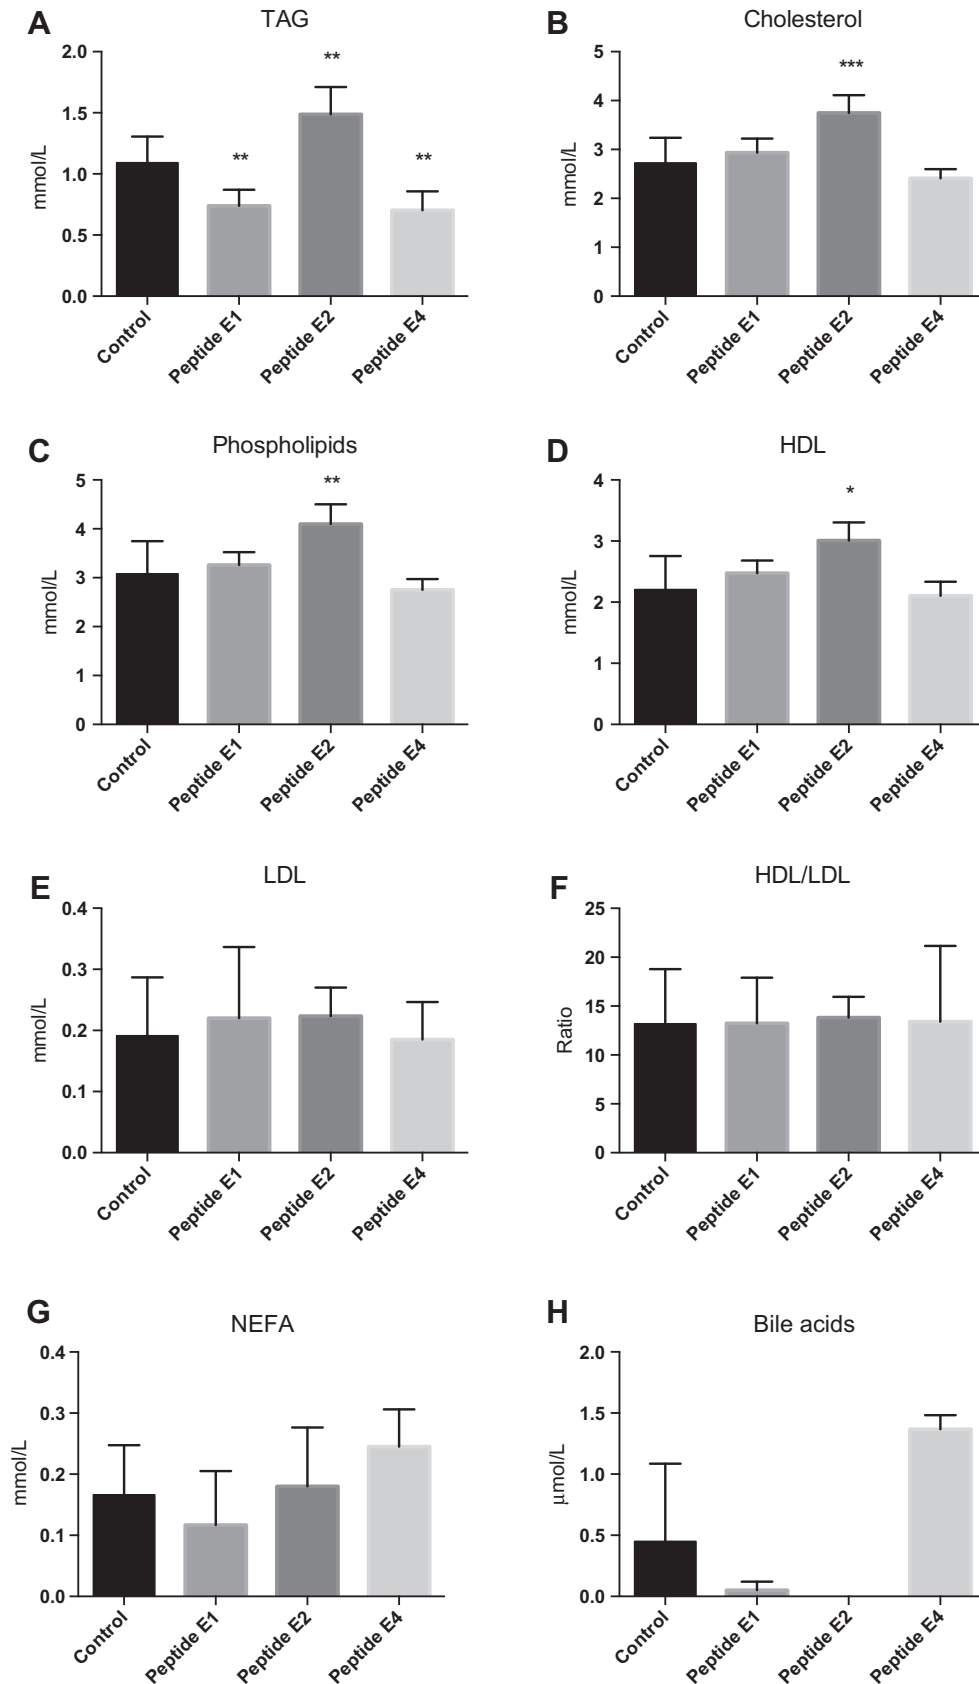 A TAG
2.0
1.5
1.0
0.5
0.0
mmol/L
** ** **
Control Peptide E1 Peptide E2 Peptide E4
B Cholesterol
5
4
3
2
1
0
mmol/L
***
Control Peptide E1 Peptide E2 Peptide E4
C Phospholipids
5
4
3
2
1
0
mmol/L
**
Control Peptide E1 Peptide E2 Peptide E4
D HDL
4
3
2
1
0
mmol/L
*
Control Peptide E1 Peptide E2 Peptide E4
E LDL
0.4
0.3
0.2
0.1
0.0
mmol/L
Control Peptide E1 Peptide E2 Peptide E4
F HDL/LDL
25
20
15
10
5
0
Ratio
Control Peptide E1 Peptide E2 Peptide E4
G NEFA
0.4
0.3
0.2
0.1
0.0
mmol/L
Control Peptide E1 Peptide E2 Peptide E4
H Bile acids
2.0
1.5
1.0
0.5
0.0
μmol/L
Control Peptide E1 Peptide E2 Peptide E4